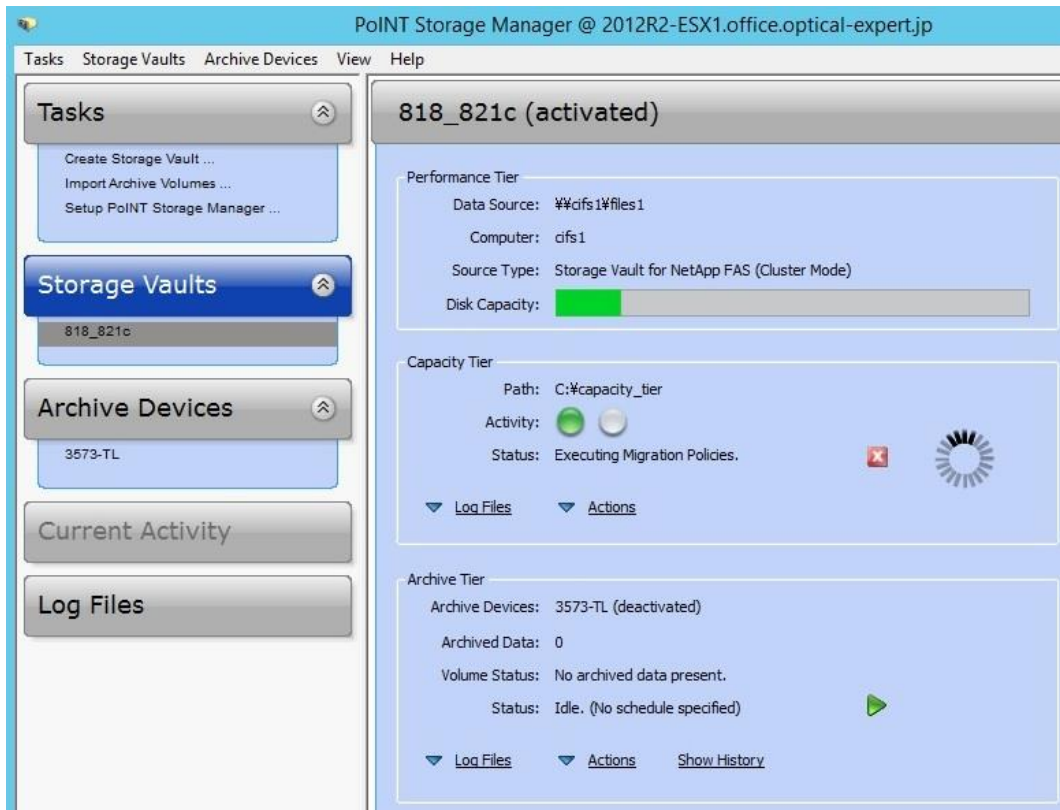 PoINT Storage Manager @ 2012R2-ESX1.office.optical-expert.jp
Tasks Storage Vaults Archive Devices View Help
Tasks
Create Storage Vault ...
Import Archive Volumes ...
Setup PoINT Storage Manager ...
Storage Vaults
818_821c
Archive Devices
3573-TL
Current Activity
Log Files
818_821c (activated)
Performance Tier
Data Source: ¥¥cifs1¥files1
Computer: cifs1
Source Type: Storage Vault for NetApp FAS (Cluster Mode)
Disk Capacity:
Capacity Tier
Path: C:¥capacity_tier
Activity:
Status: Executing Migration Policies.
Log Files Actions
Archive Tier
Archive Devices: 3573-TL (deactivated)
Archived Data: 0
Volume Status: No archived data present.
Status: Idle. (No schedule specified)
Log Files Actions Show History